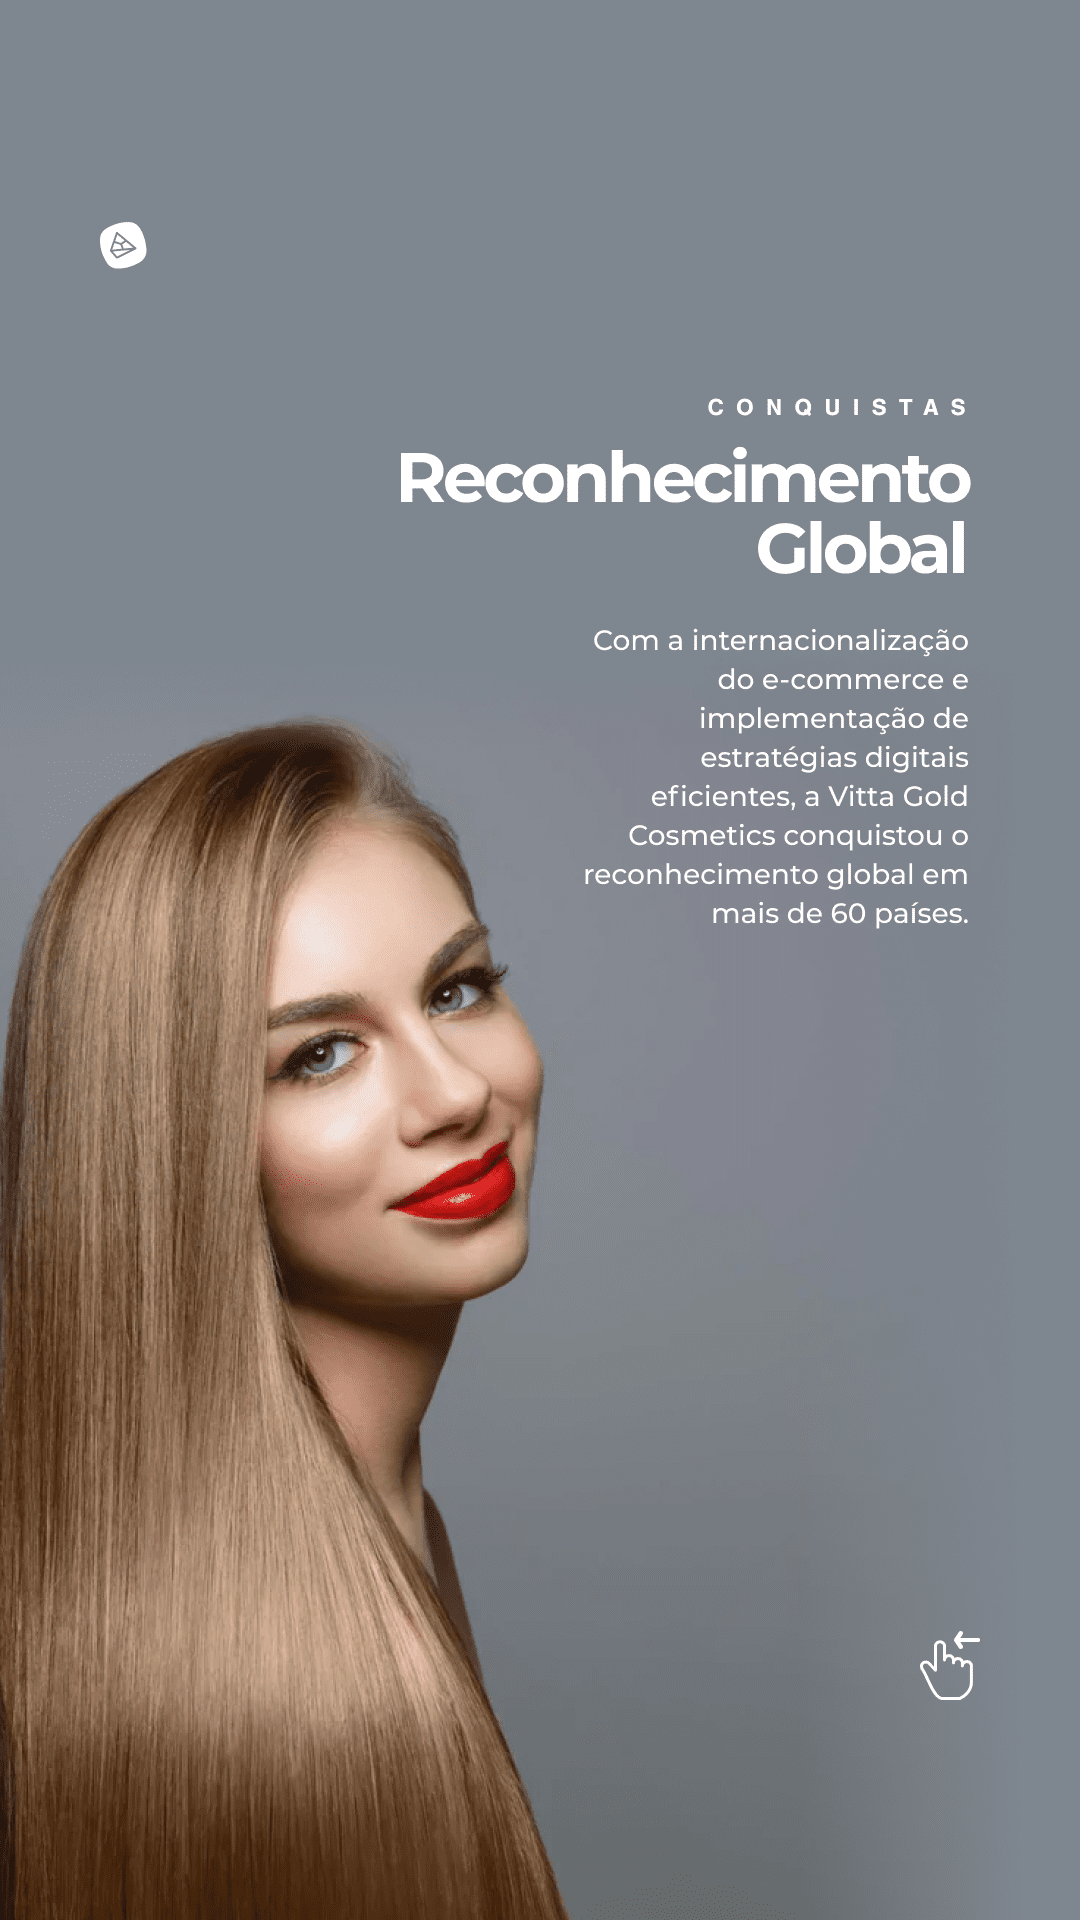 CONQUISTAS
Reconhecimento
Global
Com a internacionalização
do e-commerce e
implementação de
estratégias digitais
eficientes, a Vitta Gold
Cosmetics conquistou o
reconhecimento global em
mais de 60 países.